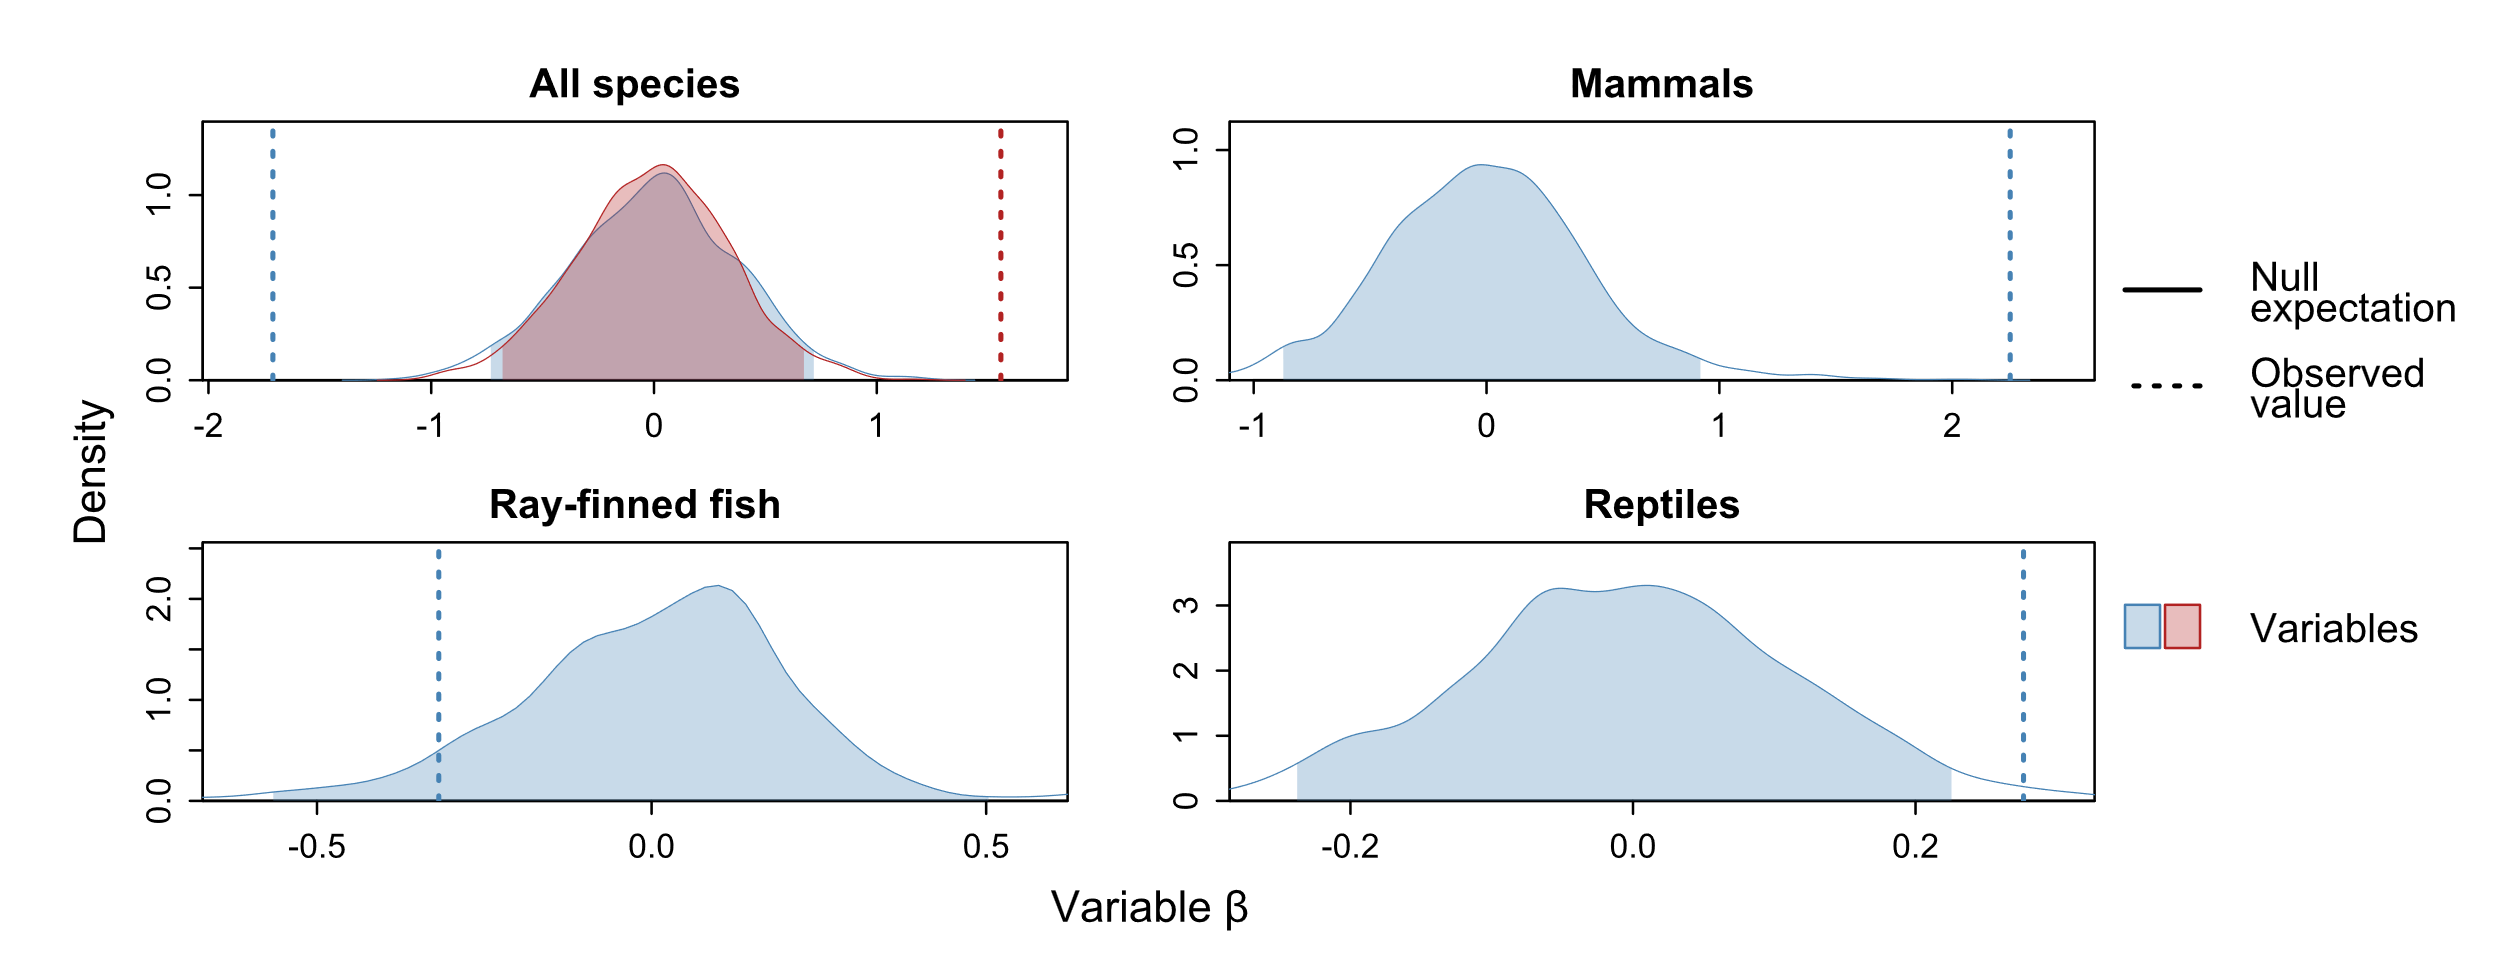 All species
Mammals
0.0
0.5
1.0
-2
-1
0
1
0.0
0.5
1.0
-1
0
1
2
Null
expectation
Observed
value
Density
Ray-finned fish
Reptiles
0.0
1.0
2.0
-0.5
0.0
0.5
0
1
2
3
-0.2
0.0
0.2
Variables
Variable β